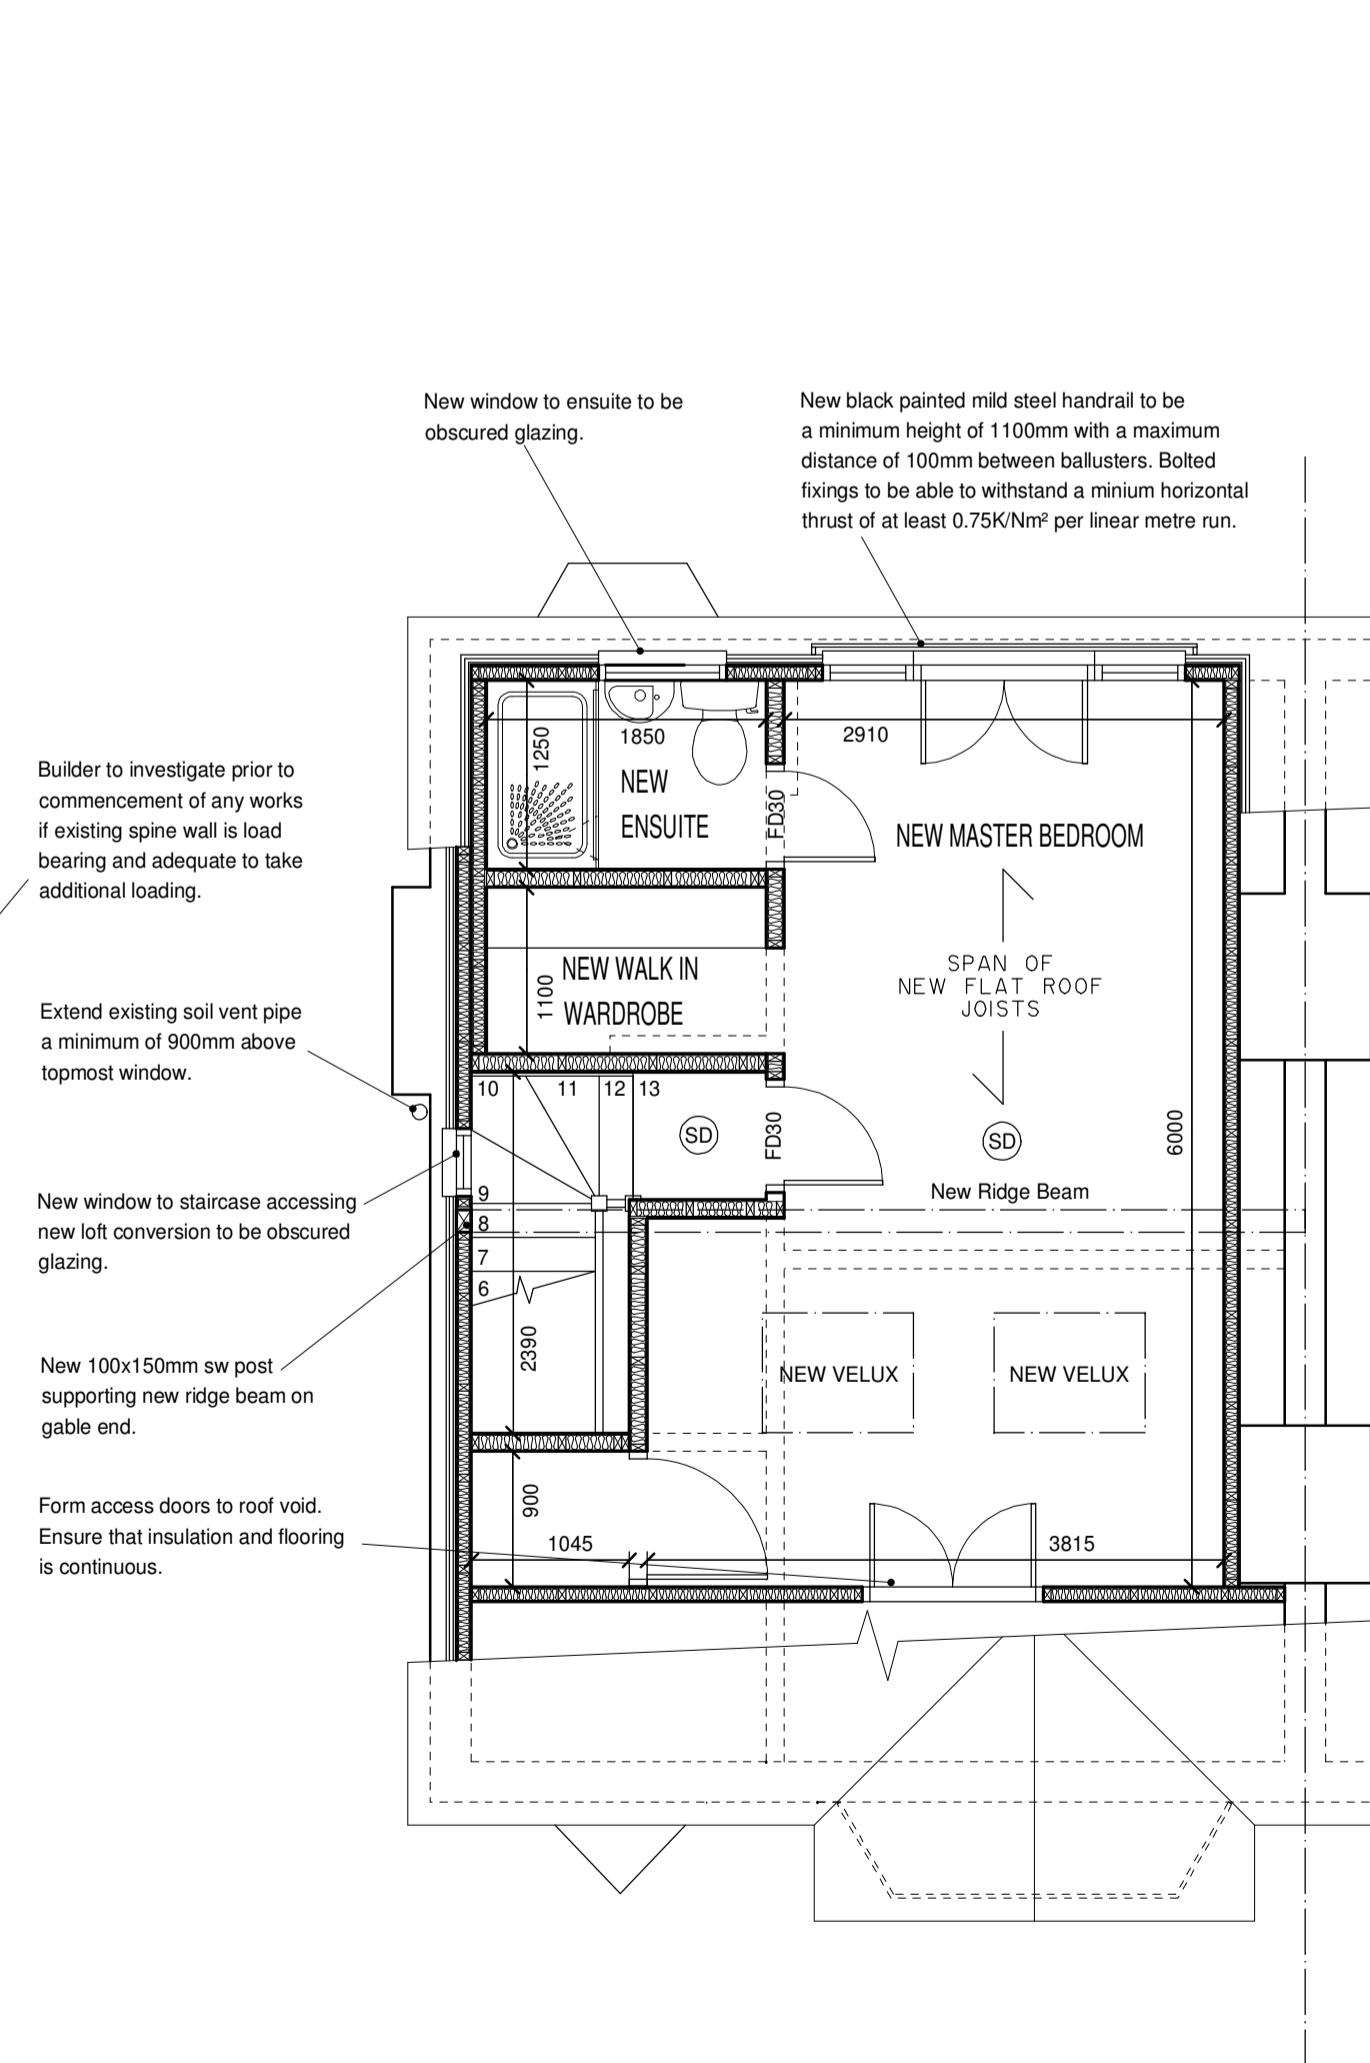 New window to ensuite to be
obscured glazing.
New black painted mild steel handrail to be
a minimum height of 1100mm with a maximum
distance of 100mm between ballusters. Bolted
fixings to be able to withstand a minium horizontal
thrust of at least 0.75K/Nm² per linear metre run.
Builder to investigate prior to
commencement of any works
if existing spine wall is load
bearing and adequate to take
additional loading.
Extend existing soil vent pipe
a minimum of 900mm above
topmost window.
New window to staircase accessing
new loft conversion to be obscured
glazing.
New 100x150mm sw post
supporting new ridge beam on
gable end.
Form access doors to roof void.
Ensure that insulation and flooring
is continuous.
1250
1850
2910
NEW
ENSUITE
FD30
NEW MASTER BEDROOM
1100
NEW WALK IN
WARDROBE
SPAN OF
NEW FLAT ROOF
JOISTS
10
11
12
13
SD
FD30
SD
6000
New Ridge Beam
9
8
7
6
2390
NEW VELUX
NEW VELUX
900
1045
3815